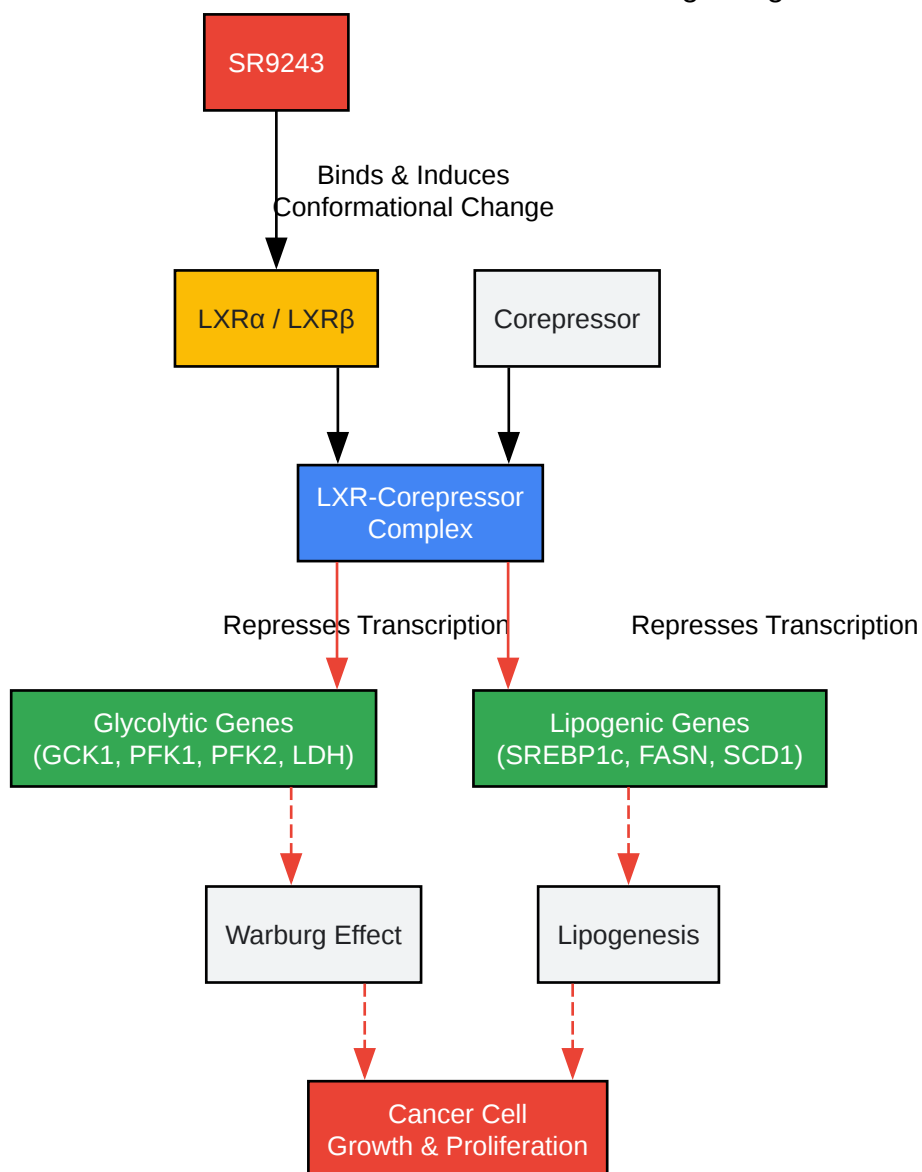 SR9243
Binds & Induces
Conformational Change
LXRα / LXRβ
Corepressor
LXR-Corepressor
Complex
Represses Transcription
Represses Transcription
Glycolytic Genes
(GCK1, PFK1, PFK2, LDH)
Lipogenic Genes
(SREBP1c, FASN, SCD1)
Warburg Effect
Lipogenesis
Cancer Cell
Growth & Proliferation